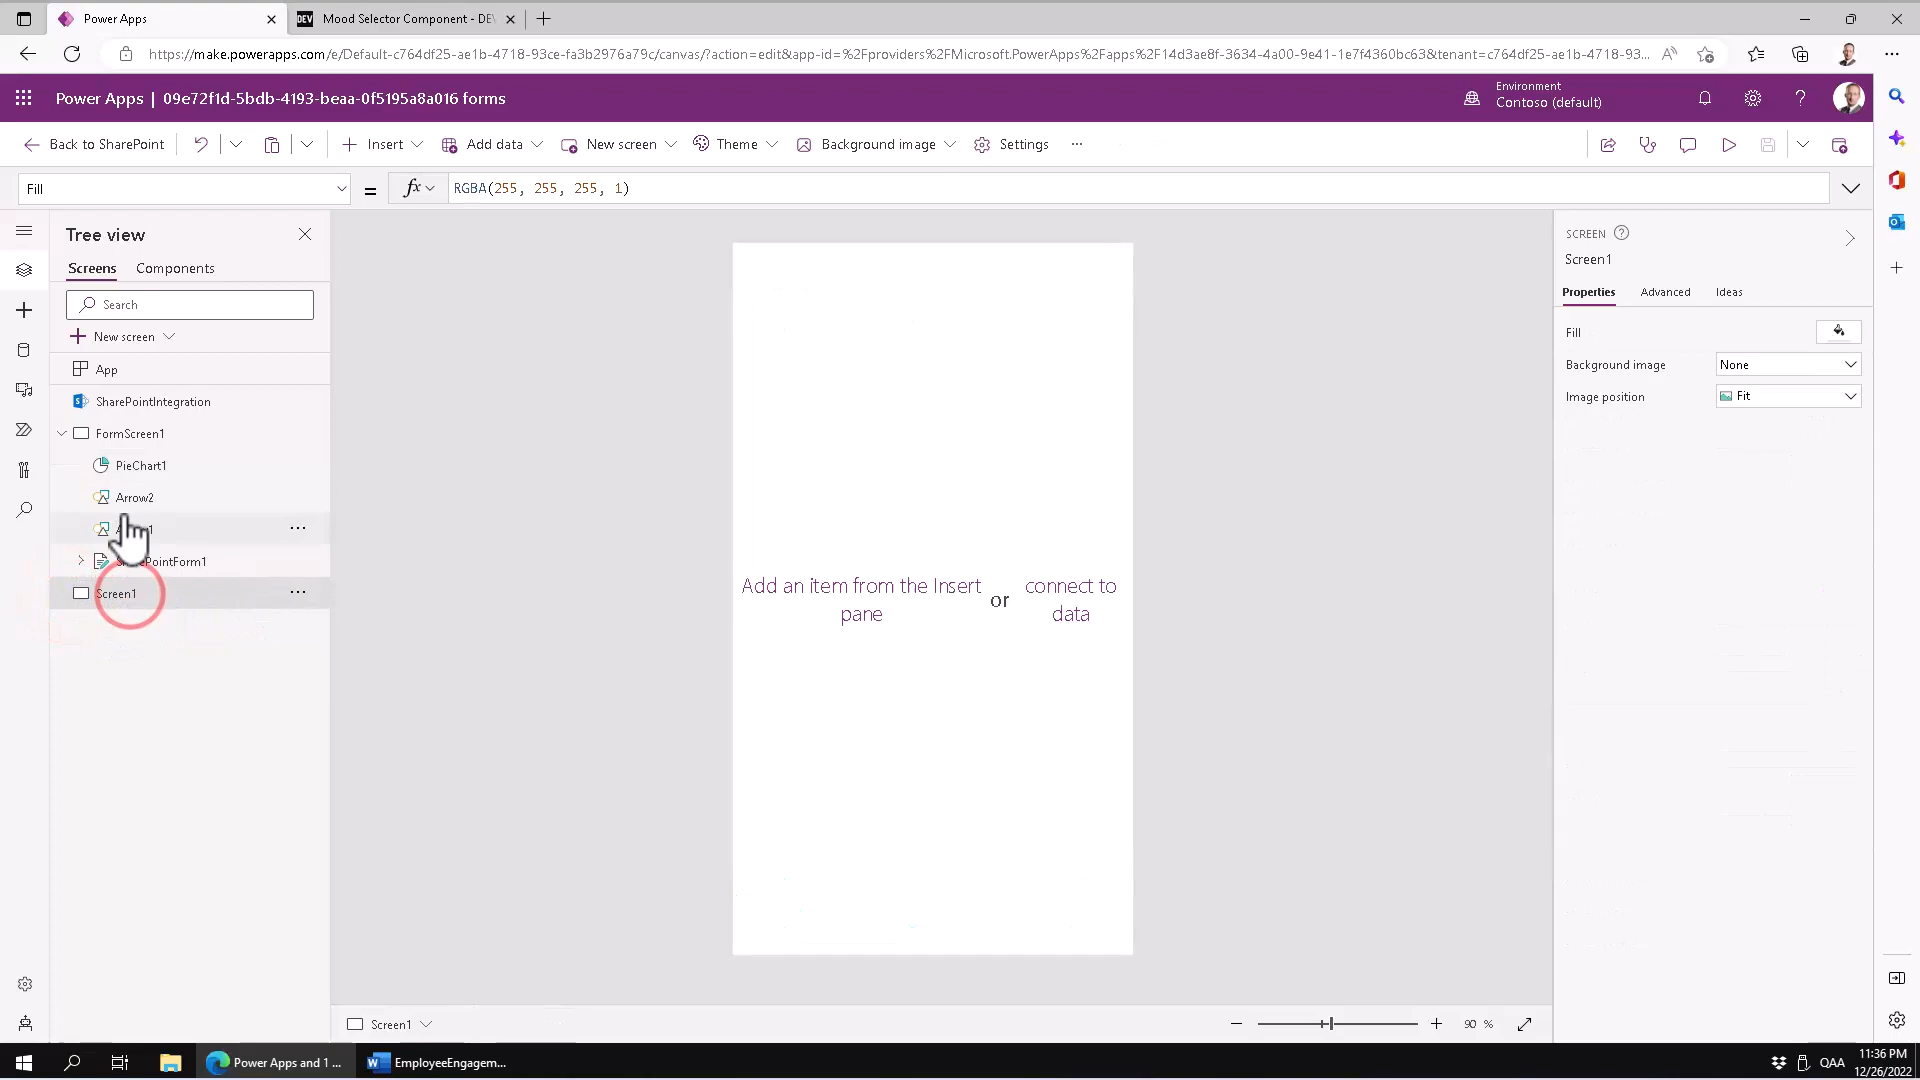 Power Apps
Mood Selector Component - DE
https://make.powerapps.com/e/Default-c764df25-ae1b-4718-93ce-fa3b2976a79c/canvas/?action=edit&app-id=%2Fproviders%2FMicrosoft.PowerApps%2Fapps%2F14d3ae8f-3634-4a00-9e41-1e7f4360bc63&tenant=c764df25-ae1b-4718-93...
Power Apps | 09e72f1d-5bdb-4193-beaa-0f5195a8a016 forms
Environment
Contoso (default)
Back to SharePoint
Insert
Add data
New screen
Theme
Background image
Settings
Fill
= fx
RGBA(255, 255, 255, 1)
Tree view
Screens
Components
Search
New screen
App
SharePointIntegration
FormScreen1
PieChart1
Arrow2
PointForm1
Screen1
Add an item from the Insert
pane
or
connect to
data
SCREEN
Screen1
Properties
Advanced
Ideas
Fill
Background image
None
Image position
Fit
Screen1
90 %
Power Apps and 1 ...
EmployeeEngagem...
QAA
11:36 PM
12/26/2022